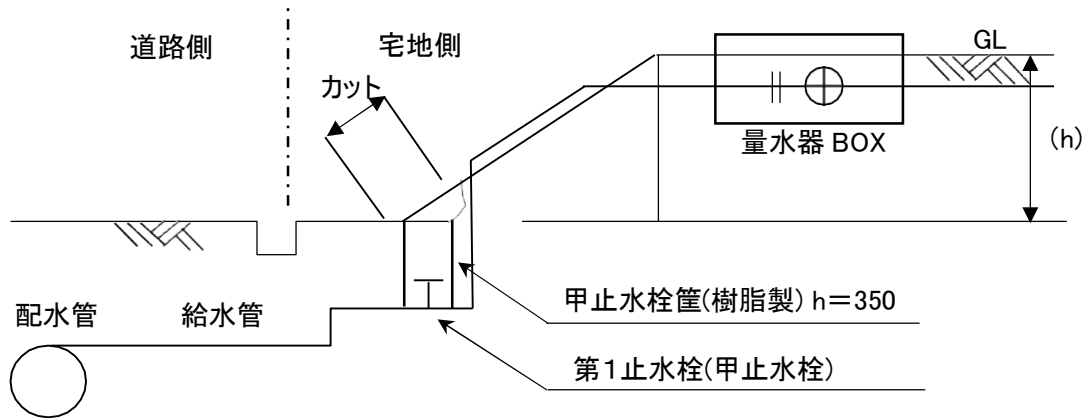 道路側
宅地側
GL
カット
量水器 BOX
(h)
甲止水栓筐(樹脂製) h=350
配水管
給水管
第1止水栓(甲止水栓)